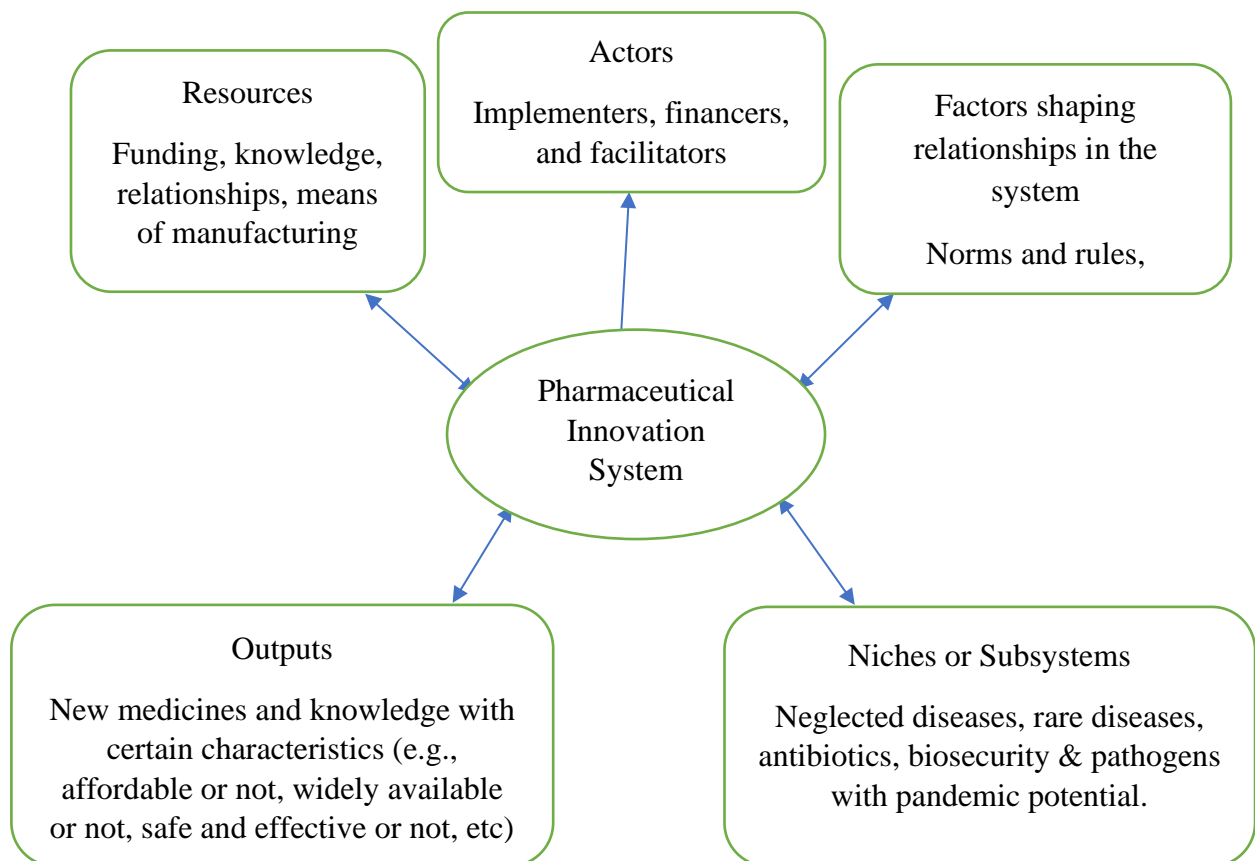 Resources
Funding, knowledge,
relationships, means
of manufacturing
Actors
Implementers, financers,
and facilitators
Factors shaping
relationships in the
system
Norms and rules,
Pharmaceutical
Innovation
System
Outputs
New medicines and knowledge with
certain characteristics (e.g.,
affordable or not, widely available
or not, safe and effective or not, etc)
Niches or Subsystems
Neglected diseases, rare diseases,
antibiotics, biosecurity & pathogens
with pandemic potential.